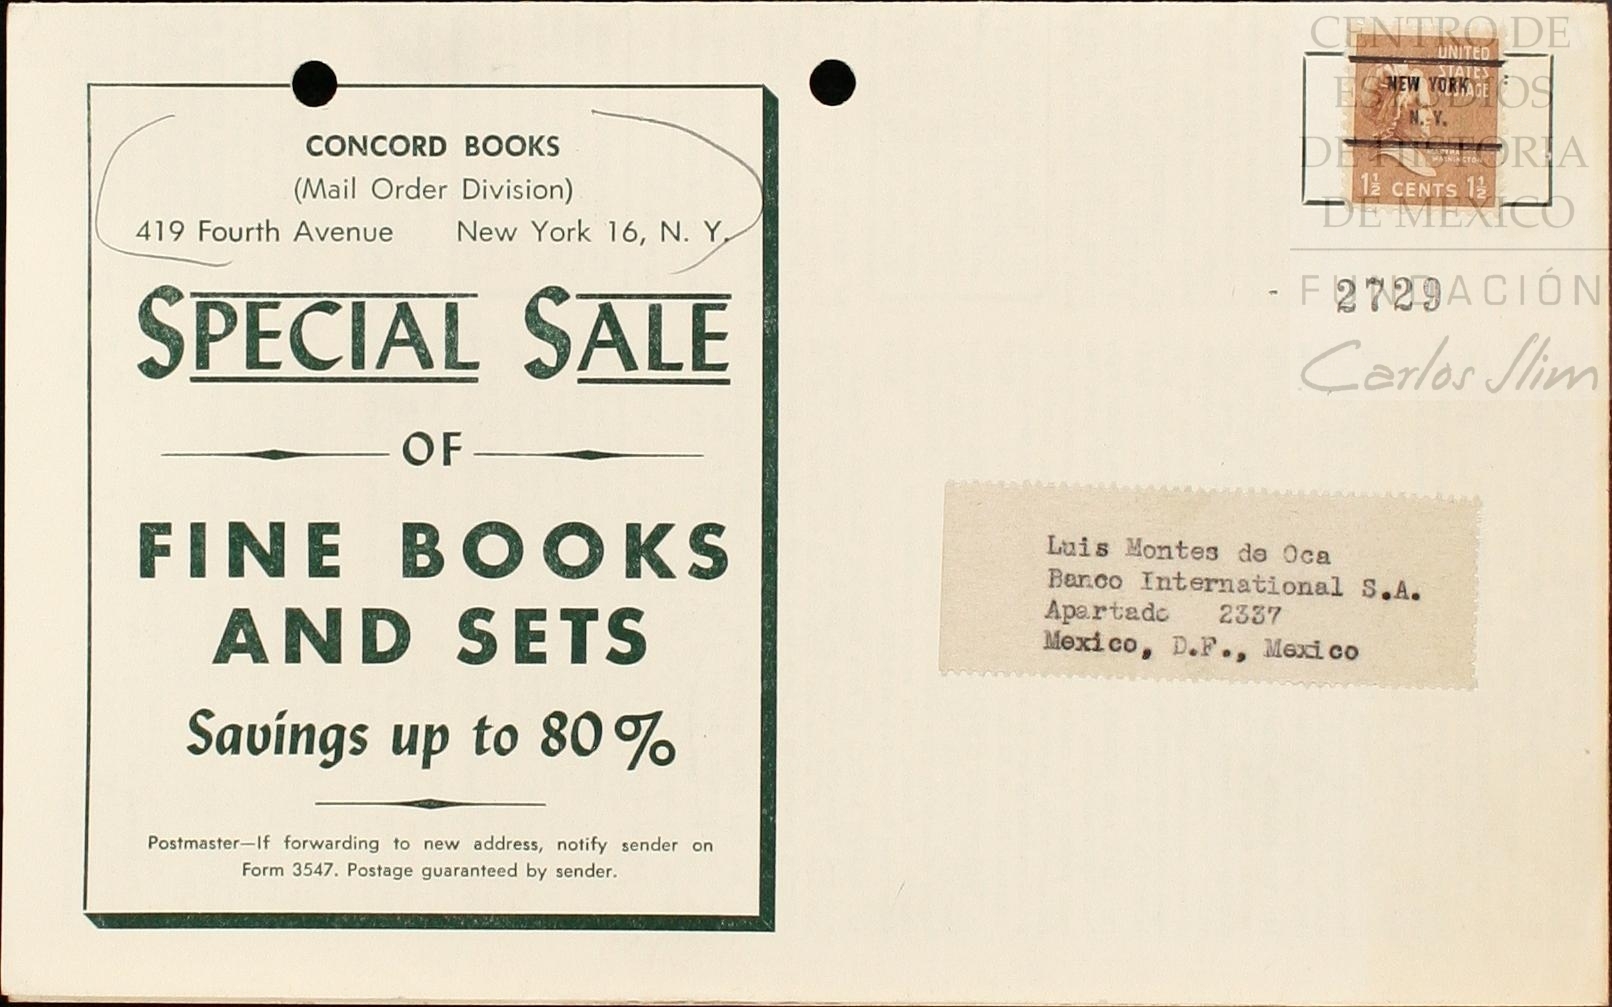 CONCORD BOOKS
(Mail Order Division)
419 Fourth Avenue New York 16, N. Y.
SPECIAL SALE
OF
FINE BOOKS
AND SETS
Savings up to 80%
Postmaster—If forwarding to new address, notify sender on
Form 3547. Postage guaranteed by sender.
UNITED
STATES
POSTAGE
NEW YORK
N. Y.
MARTHA
WASHINGTON
1½ CENTS 1½
CENTRO DE
ESTUDIOS
DE HISTORIA
DE MÉXICO
FUNDACIÓN
Carlos Slim
- 2729
Luis Montes de Oca
Banco International S.A.
Apartado 2337
Mexico, D.F., Mexico